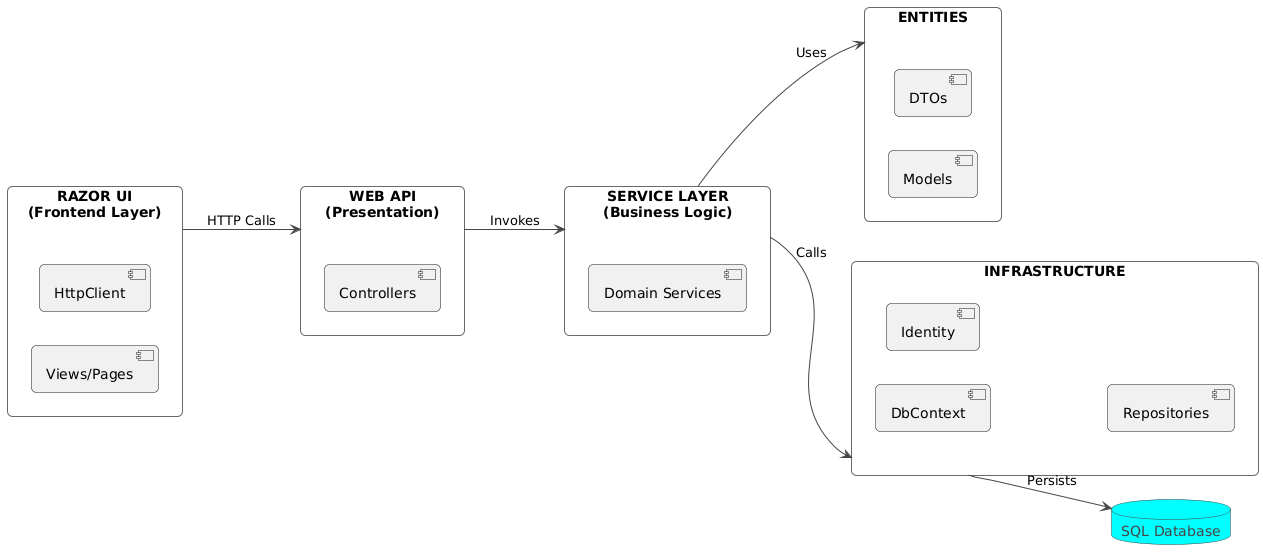 RAZOR UI
(Frontend Layer)
HttpClient
Views/Pages
HTTP Calls
WEB API
(Presentation)
Controllers
Invokes
SERVICE LAYER
(Business Logic)
Domain Services
Uses
Calls
ENTITIES
DTOs
Models
INFRASTRUCTURE
Identity
DbContext
Repositories
Persists
SQL Database